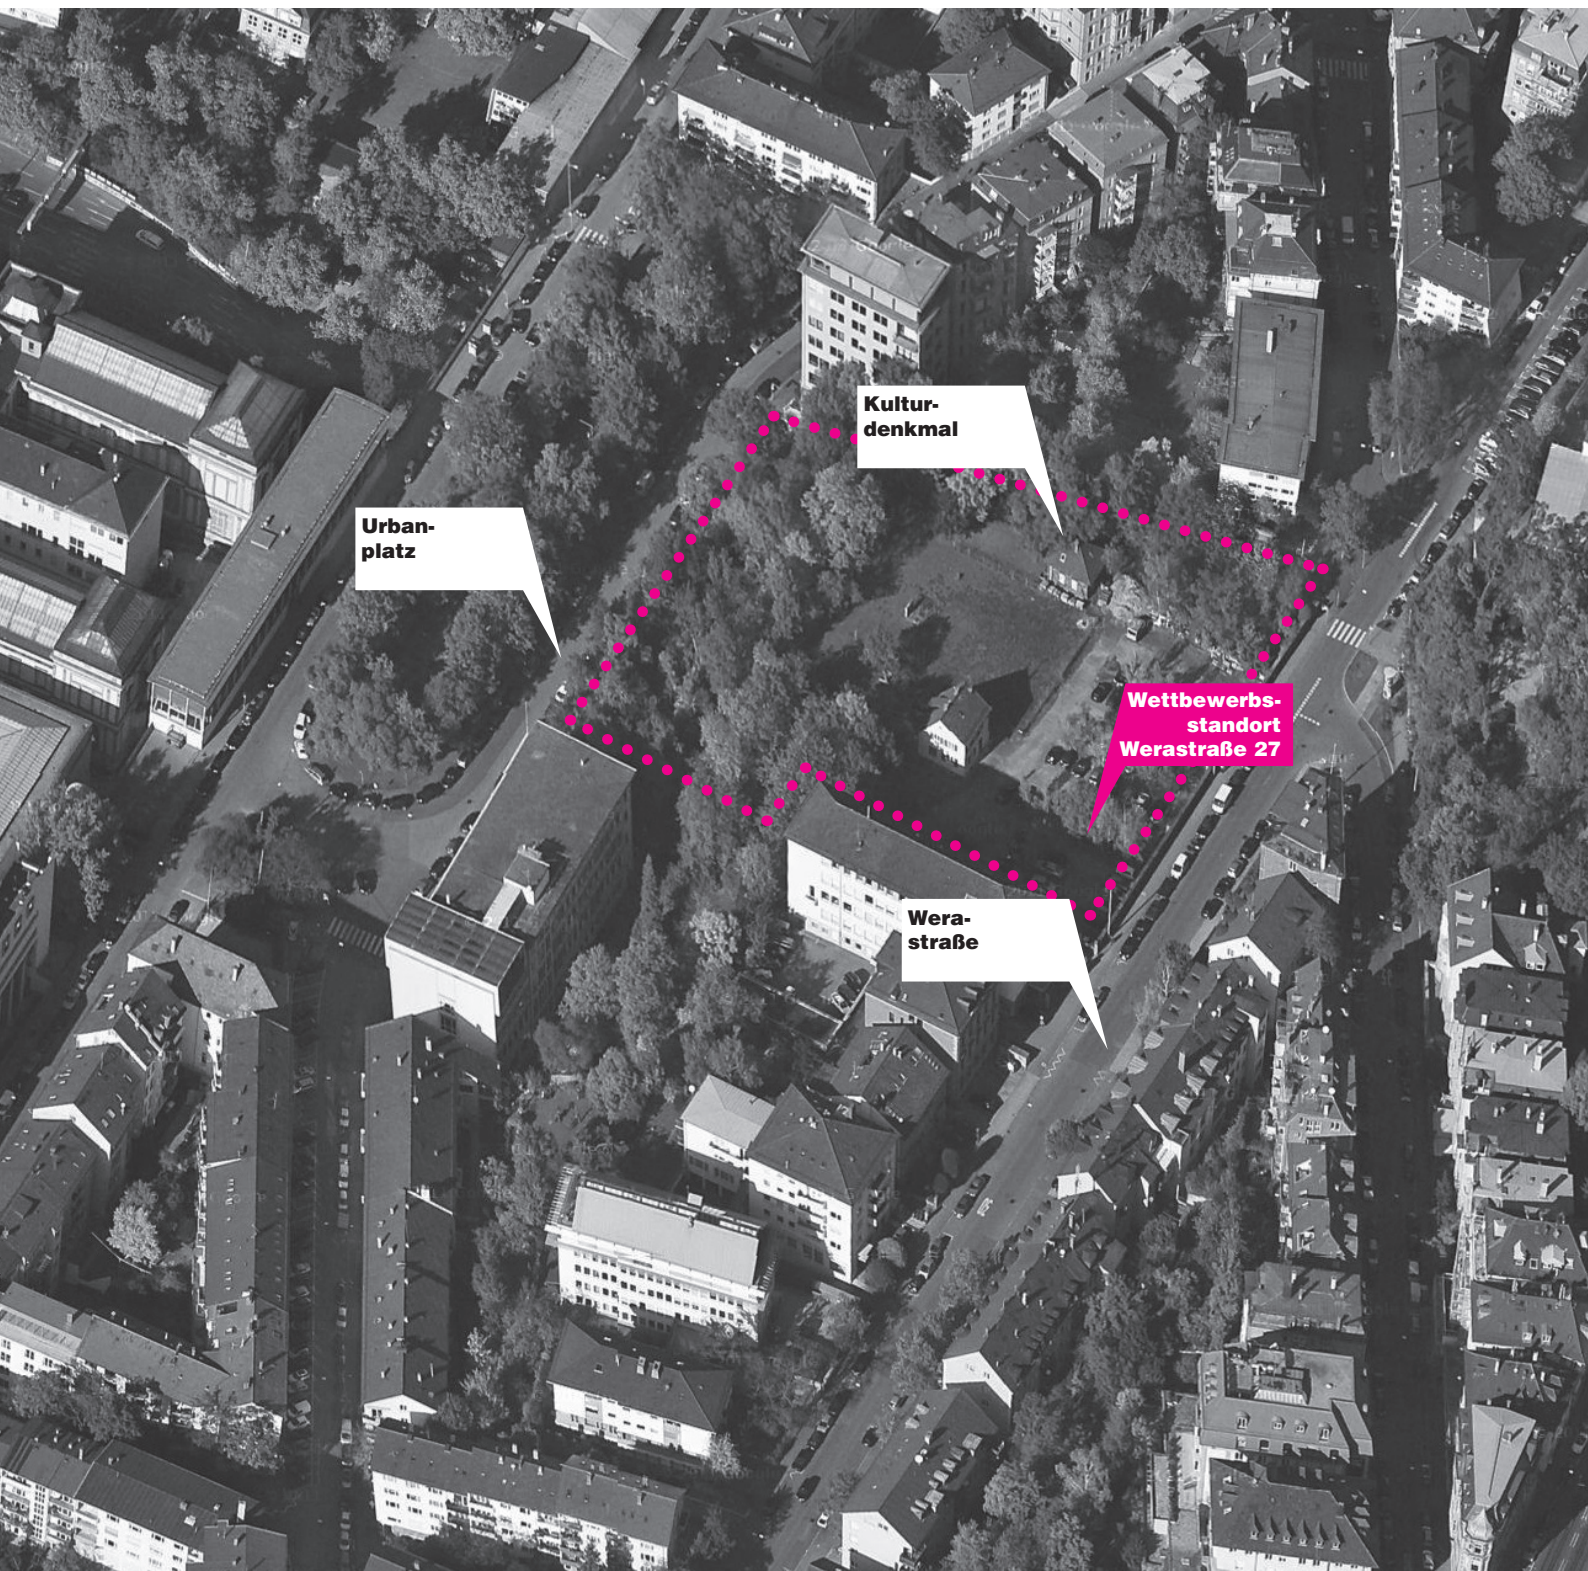 Kultur-
denkmal
Urban-
platz
Wettbewerbs-
standort
Werastraße 27
Wera-
straße